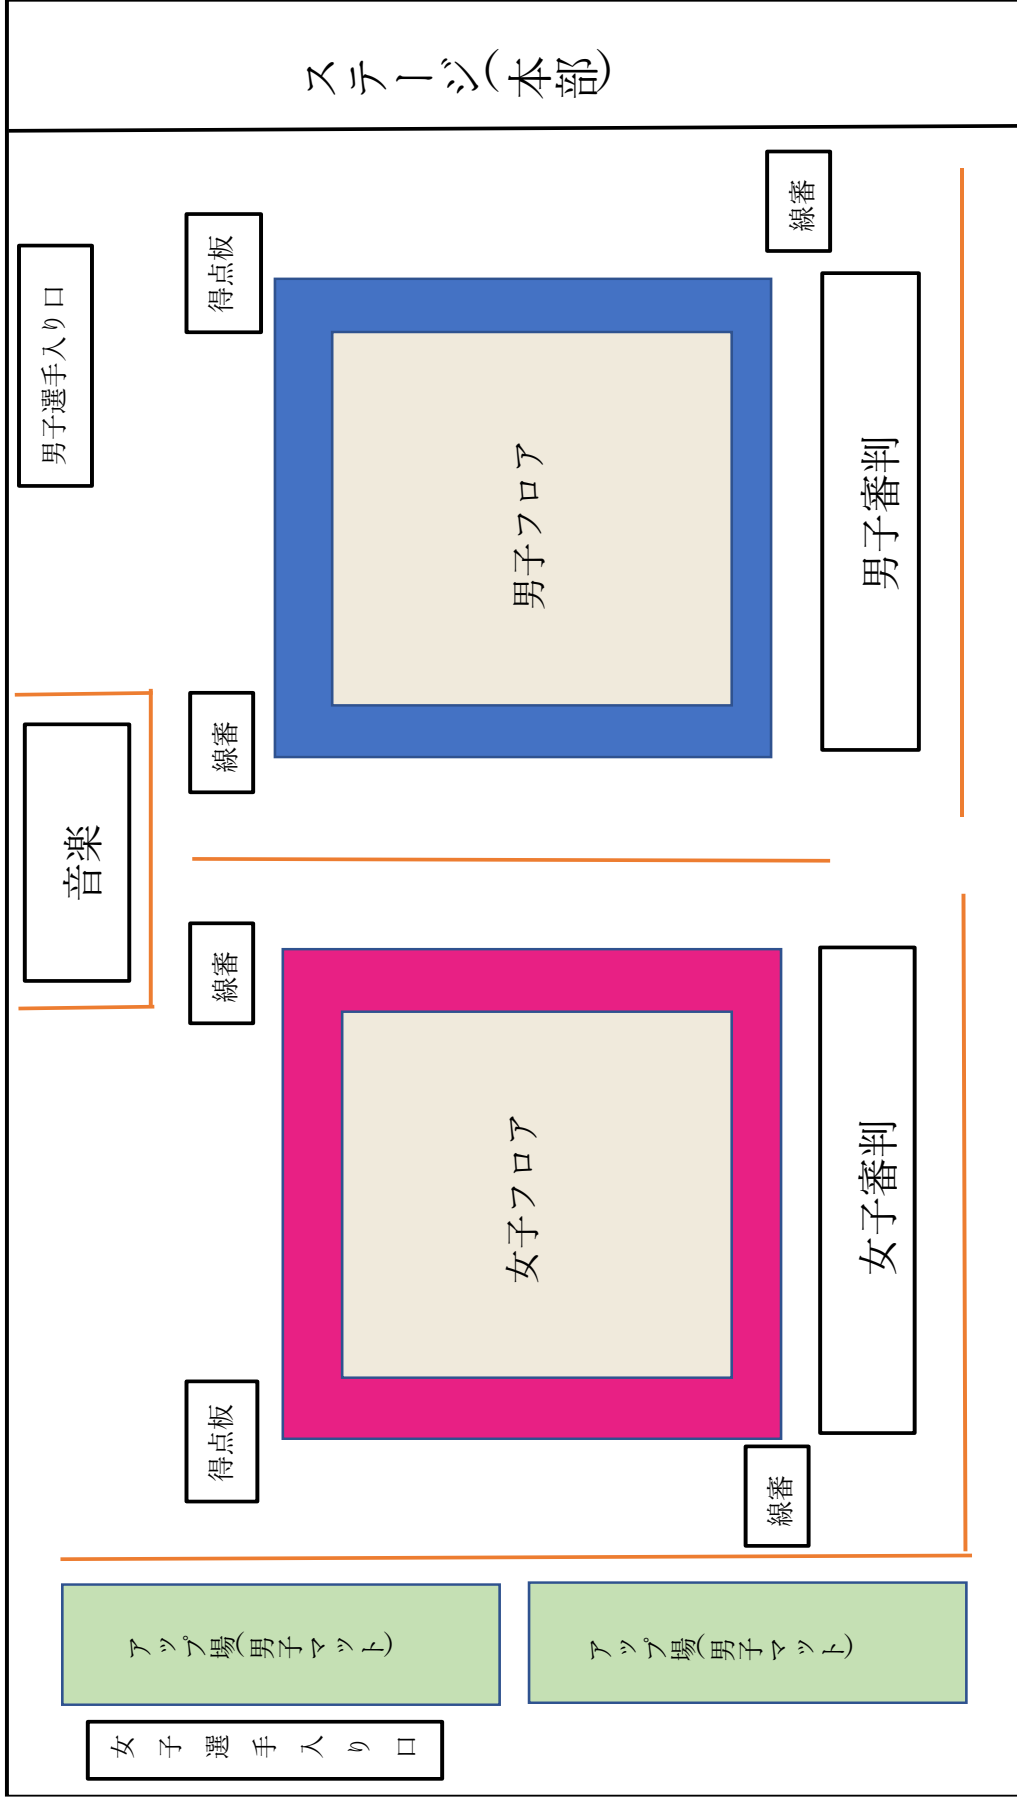 ステージ(本部)
男子選手入り口
得点板
線審
男子フロア
男子審判
線審
音楽
線審
女子フロア
女子審判
得点板
線審
アップ場(男子マット)
アップ場(男子マット)
女子選手入り口